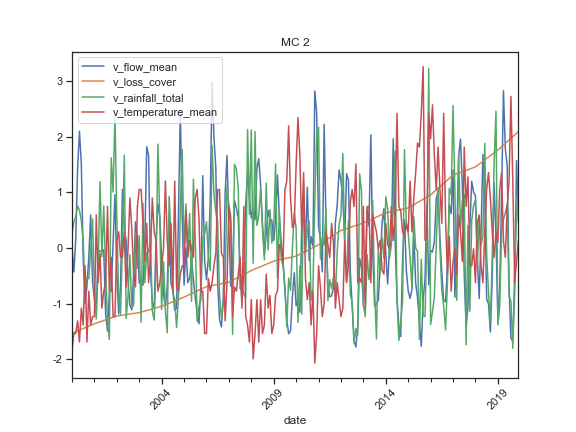 MC 2
v_flow_mean
v_loss_cover
v_rainfall_total
v_temperature_mean
3
2
1
0
-1
-2
2004
2009
2014
2019
date